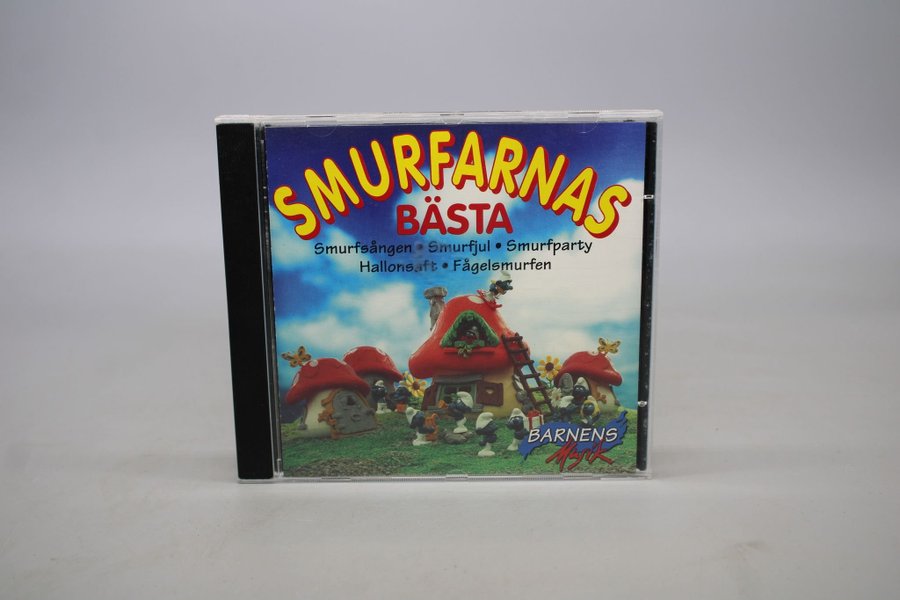 SMURFARNAS
BÄSTA
Smurfsången • Smurfjul • Smurfparty
Hallonsaft • Fågelsmurfen
BARNENS
Musik